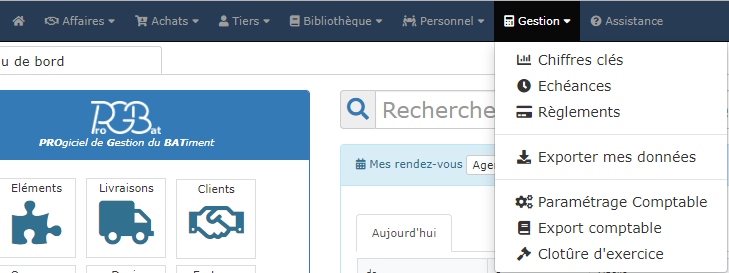 Affaires Achats Tiers Bibliothèque Personnel Gestion Assistance
u de bord
Chiffres clés
Echéances
Règlements
Exporter mes données
Paramétrage Comptable
Export comptable
Clotûre d'exercice
ProGBat
PROgiciel de Gestion du BATiment
Recherche
Mes rendez-vous Age
Eléments Livraisons Clients
Aujourd'hui